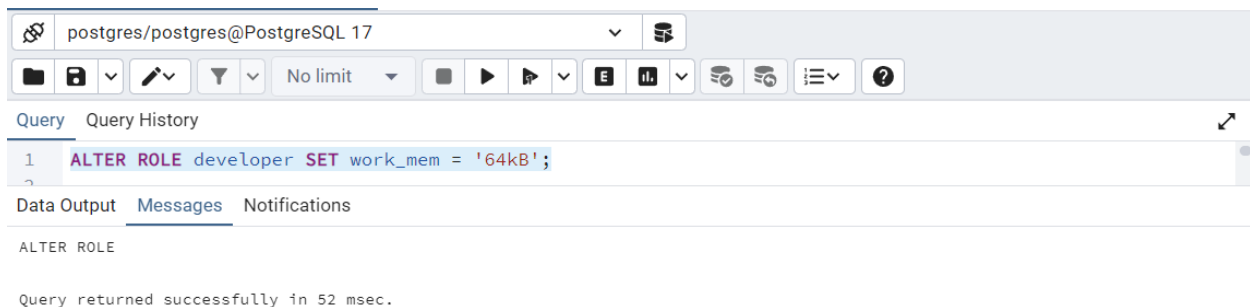 postgres/postgres@PostgreSQL 17
No limit
E
Query Query History
1 ALTER ROLE developer SET work_mem = '64kB';
2
Data Output Messages Notifications
ALTER ROLE
Query returned successfully in 52 msec.